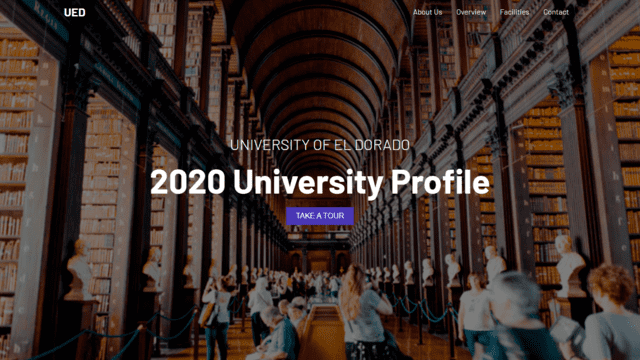 UED
About Us Overview Facilities Contact
UNIVERSITY OF EL DORADO
2020 University Profile
TAKE A TOUR